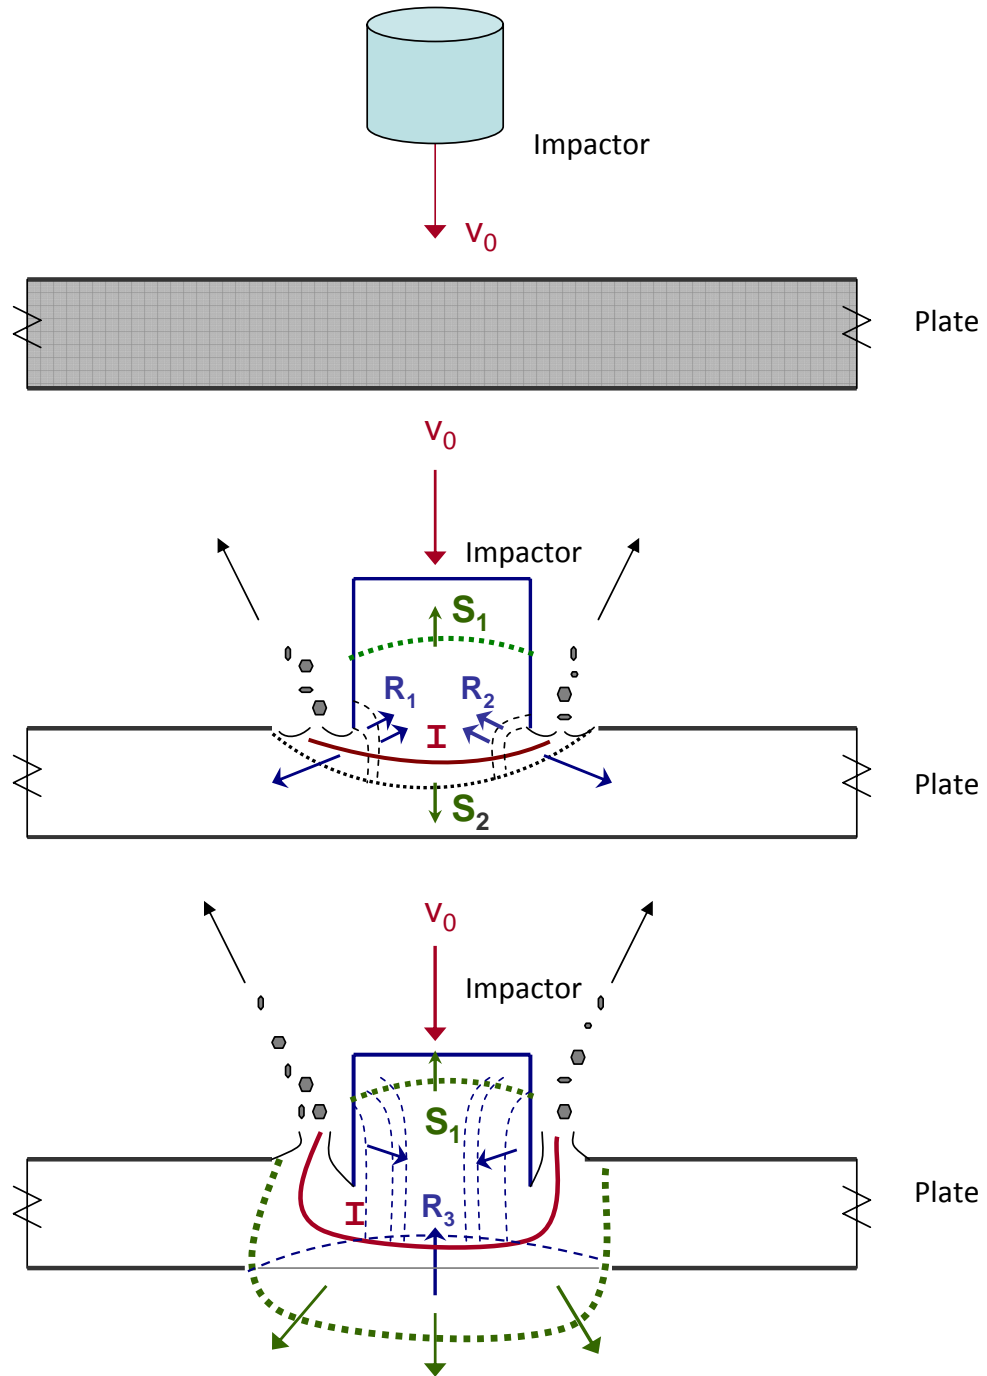 Impactor
v0
Plate
v0
Impactor
S1
R1 R2
I
Plate
S2
v0
Impactor
S1
Plate
I R3